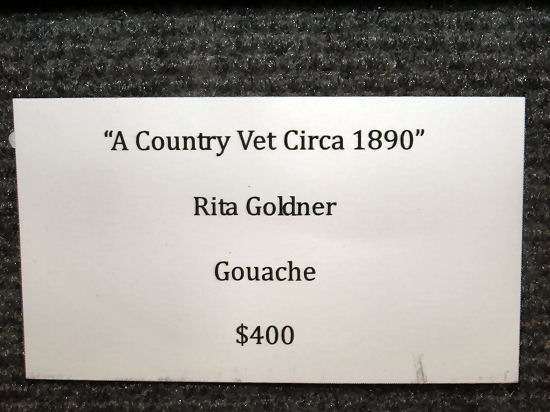 “A Country Vet Circa 1890”
Rita Goldner
Gouache
$400